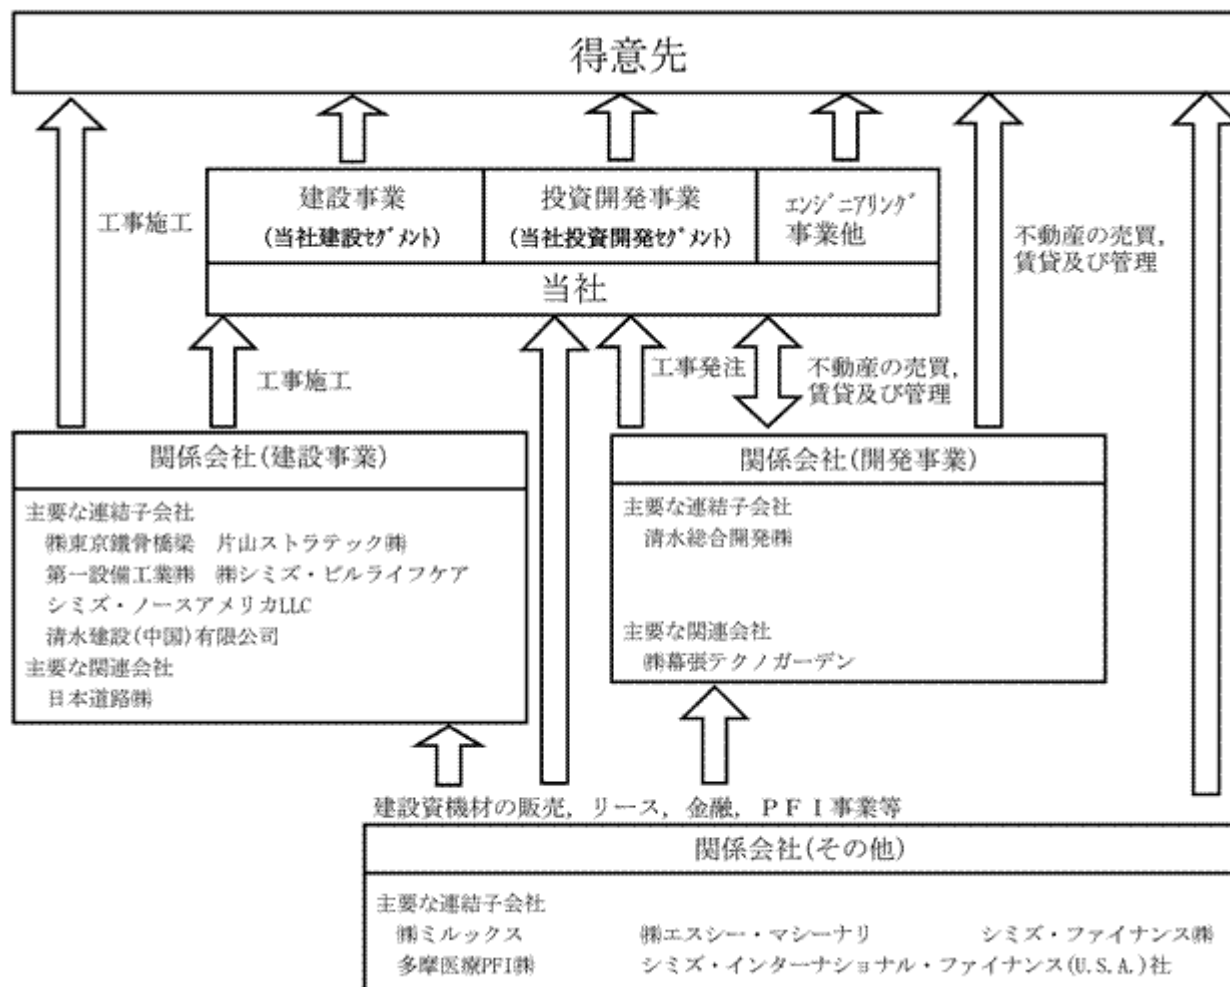 得意先
建設事業
(当社建設ｾｸﾞﾒﾝﾄ)
投資開発事業
(当社投資開発ｾｸﾞﾒﾝﾄ)
ｴﾝｼﾞﾆｱﾘﾝｸﾞ
事業他
当社
工事施工
不動産の売買，
賃貸及び管理
工事施工
工事発注
不動産の売買，
賃貸及び管理
関係会社(建設事業)
主要な連結子会社
㈱東京鐵骨橋梁　片山ストラテック㈱
第一設備工業㈱　㈱シミズ・ビルライフケア
シミズ・ノースアメリカLLC
清水建設(中国)有限公司
主要な関連会社
日本道路㈱
関係会社(開発事業)
主要な連結子会社
清水総合開発㈱
主要な関連会社
㈱幕張テクノガーデン
建設資機材の販売，リース，金融，ＰＦＩ事業等
関係会社(その他)
主要な連結子会社
㈱ミルックス　㈱エスシー・マシーナリ　シミズ・ファイナンス㈱
多摩医療PFI㈱　シミズ・インターナショナル・ファイナンス(U.S.A.)社